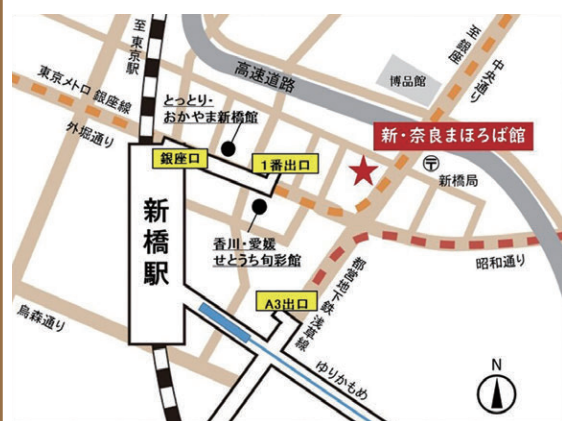 至 東京駅
東京メトロ 銀座線
外堀通り
とっとり・
おかやま新橋館
高速道路
博品館
至 銀座
中央通り
新・奈良まほろば館
新橋局
銀座口
1番出口
新橋駅
香川・愛媛
せとうち旬彩館
A3出口
都営地下鉄 浅草線
昭和通り
烏森通り
ゆりかもめ
N